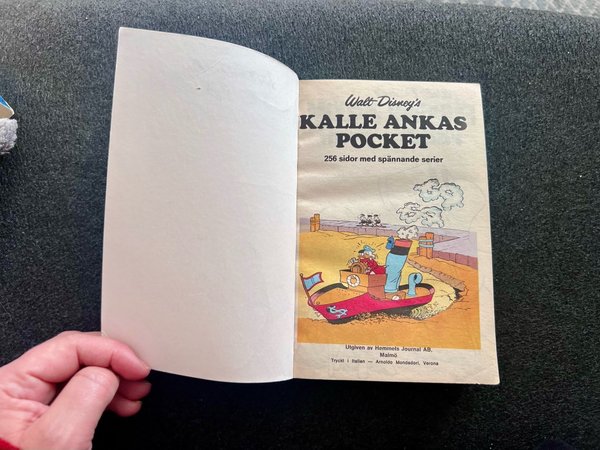 Walt Disney's
KALLE ANKAS
POCKET
256 sidor med spännande serier
Utgiven av Hemmets Journal AB,
Malmö
Tryckt i Italien — Arnoldo Mondadori, Verona